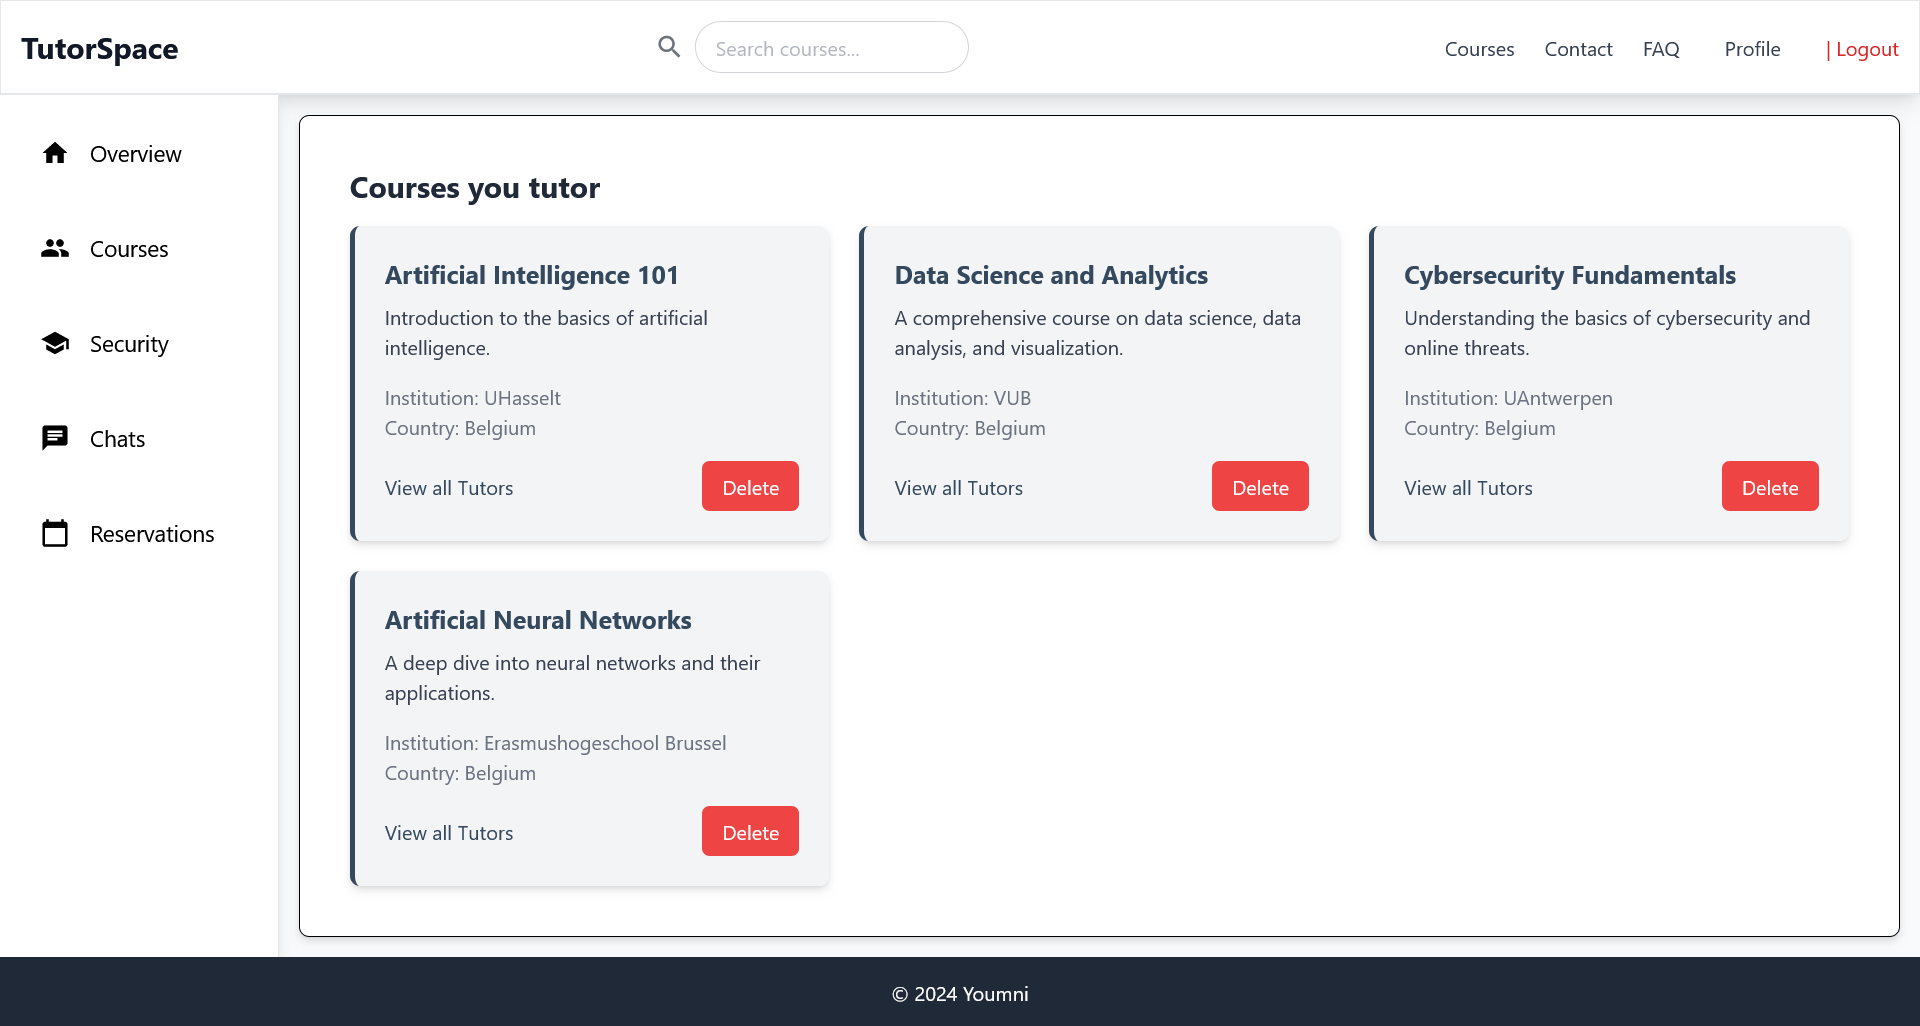 TutorSpace
Search courses...
Courses
Contact
FAQ
Profile
| Logout
Overview
Courses
Security
Chats
Reservations
Courses you tutor
Artificial Intelligence 101
Introduction to the basics of artificial
intelligence.
Institution: UHasselt
Country: Belgium
View all Tutors
Delete
Data Science and Analytics
A comprehensive course on data science, data
analysis, and visualization.
Institution: VUB
Country: Belgium
View all Tutors
Delete
Cybersecurity Fundamentals
Understanding the basics of cybersecurity and
online threats.
Institution: UAntwerpen
Country: Belgium
View all Tutors
Delete
Artificial Neural Networks
A deep dive into neural networks and their
applications.
Institution: Erasmushogeschool Brussel
Country: Belgium
View all Tutors
Delete
© 2024 Youmni